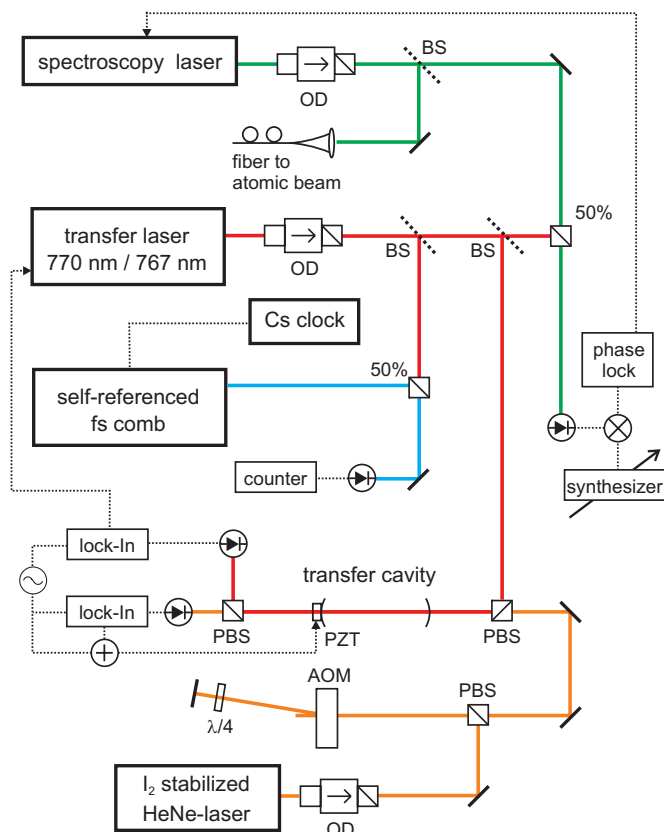 spectroscopy laser
OD
BS
fiber to
atomic beam
transfer laser
770 nm / 767 nm
OD
BS
BS
50%
Cs clock
phase
lock
self-referenced
fs comb
50%
counter
synthesizer
lock-In
lock-In
transfer cavity
PBS
PZT
PBS
AOM
PBS
λ/4
I₂ stabilized
HeNe-laser
OD